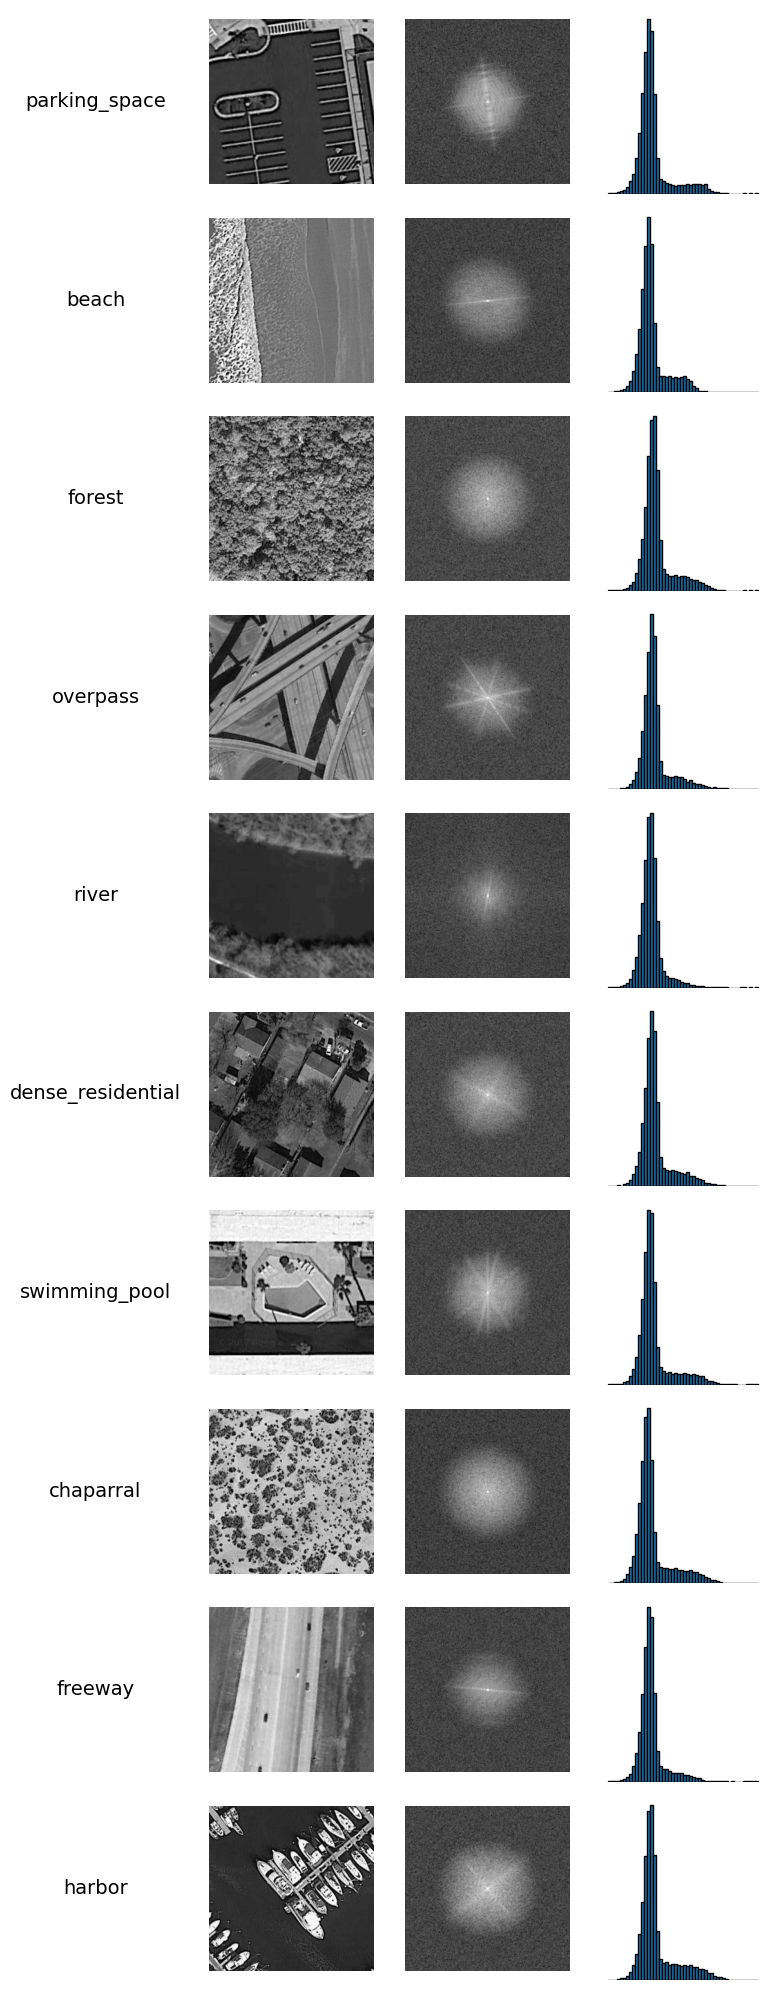 parking_space
beach
forest
overpass
river
dense_residential
swimming_pool
chaparral
freeway
harbor